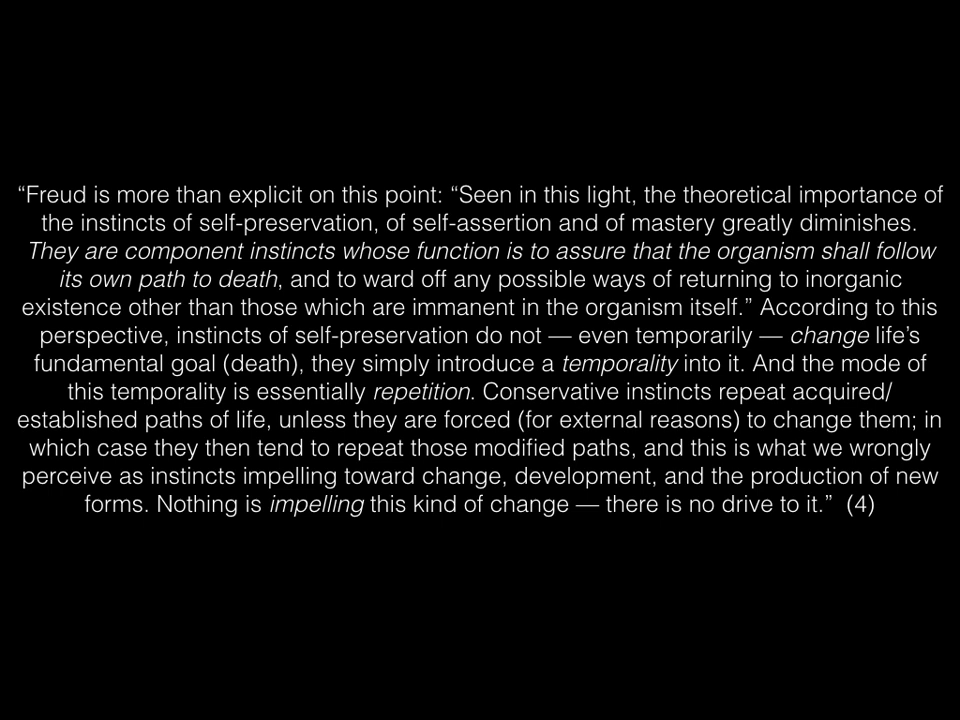 “Freud is more than explicit on this point: “Seen in this light, the theoretical importance of
the instincts of self-preservation, of self-assertion and of mastery greatly diminishes.
They are component instincts whose function is to assure that the organism shall follow
its own path to death, and to ward off any possible ways of returning to inorganic
existence other than those which are immanent in the organism itself.” According to this
perspective, instincts of self-preservation do not — even temporarily — change life’s
fundamental goal (death), they simply introduce a temporality into it. And the mode of
this temporality is essentially repetition. Conservative instincts repeat acquired/
established paths of life, unless they are forced (for external reasons) to change them; in
which case they then tend to repeat those modified paths, and this is what we wrongly
perceive as instincts impelling toward change, development, and the production of new
forms. Nothing is impelling this kind of change — there is no drive to it.” (4)